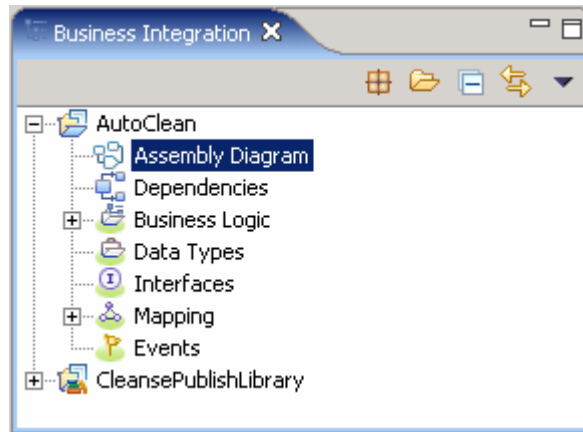 Business Integration
AutoClean
Assembly Diagram
Dependencies
Business Logic
Data Types
Interfaces
Mapping
Events
CleansePublishLibrary